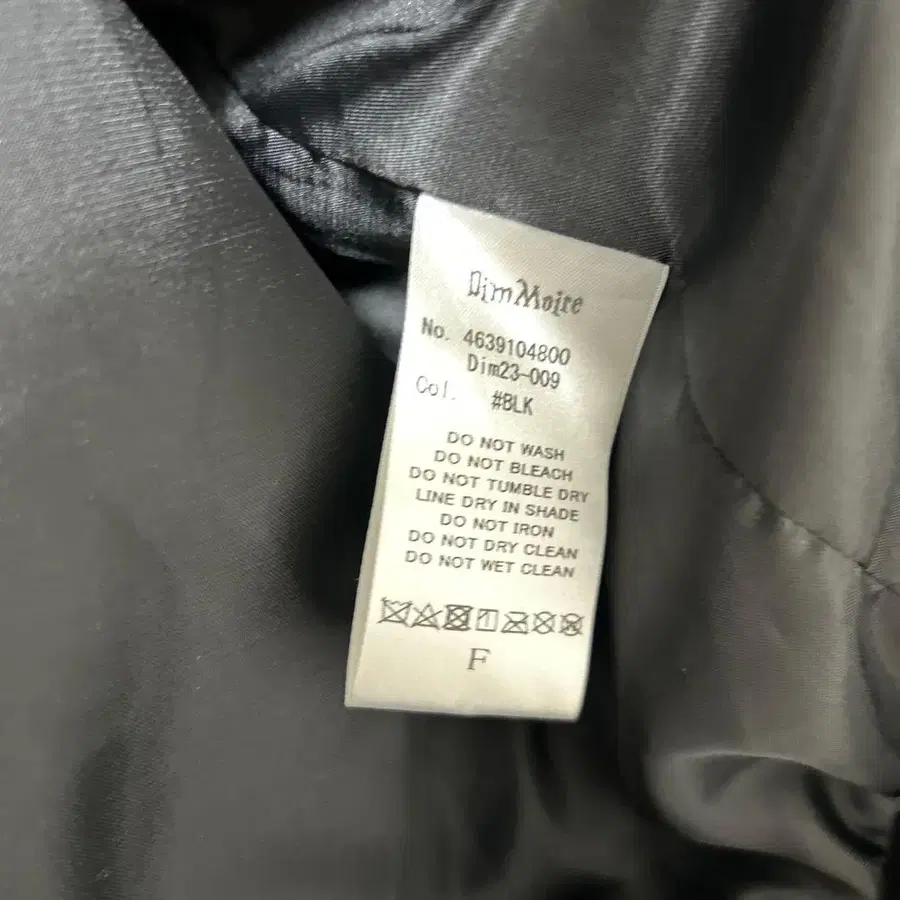 DimMoire
No. 4639104800
Dim23-009
Col. #BLK
DO NOT WASH
DO NOT BLEACH
DO NOT TUMBLE DRY
LINE DRY IN SHADE
DO NOT IRON
DO NOT DRY CLEAN
DO NOT WET CLEAN
F